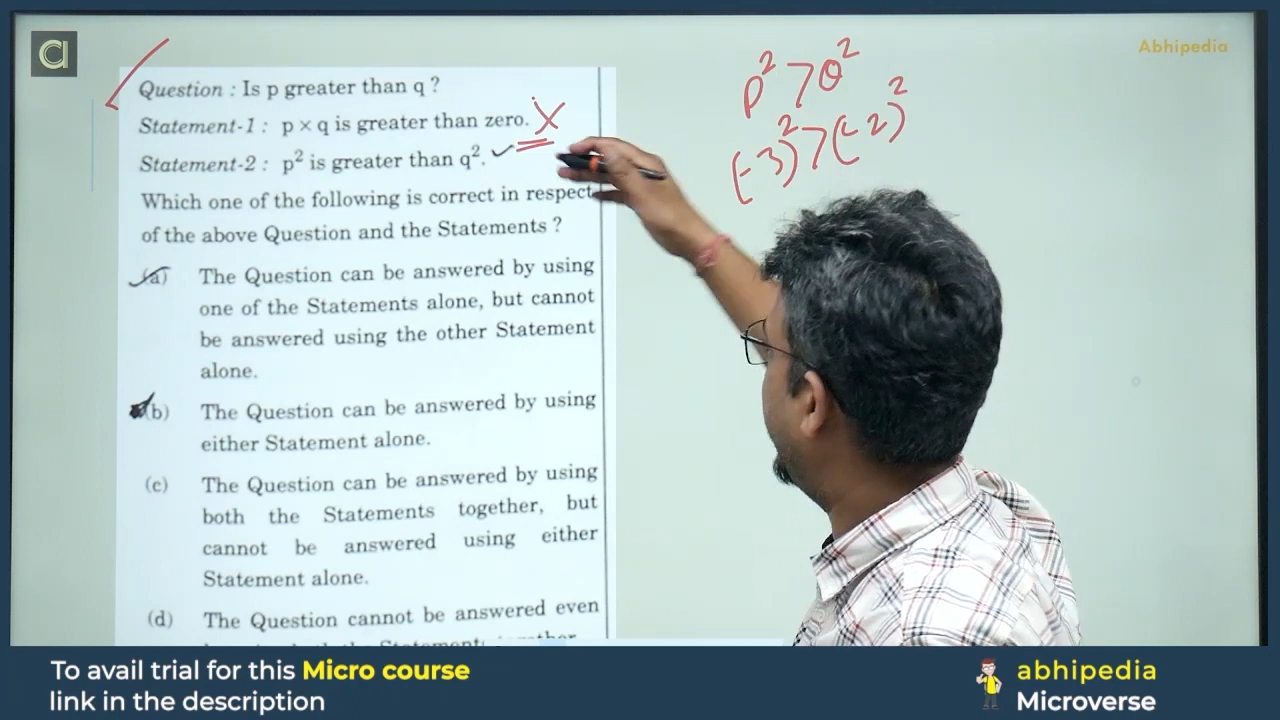 Abhipedia
Question : Is p greater than q ?
Statement-1 : p × q is greater than zero. X
Statement-2 : p² is greater than q².
Which one of the following is correct in respect
of the above Question and the Statements ?
(a) The Question can be answered by using
one of the Statements alone, but cannot
be answered using the other Statement
alone.
(b) The Question can be answered by using
either Statement alone.
(c) The Question can be answered by using
both the Statements together, but
cannot be answered using either
Statement alone.
(d) The Question cannot be answered even
P² > Q²
(-3)² > (-2)²
To avail trial for this Micro course
link in the description
abhipedia
Microverse